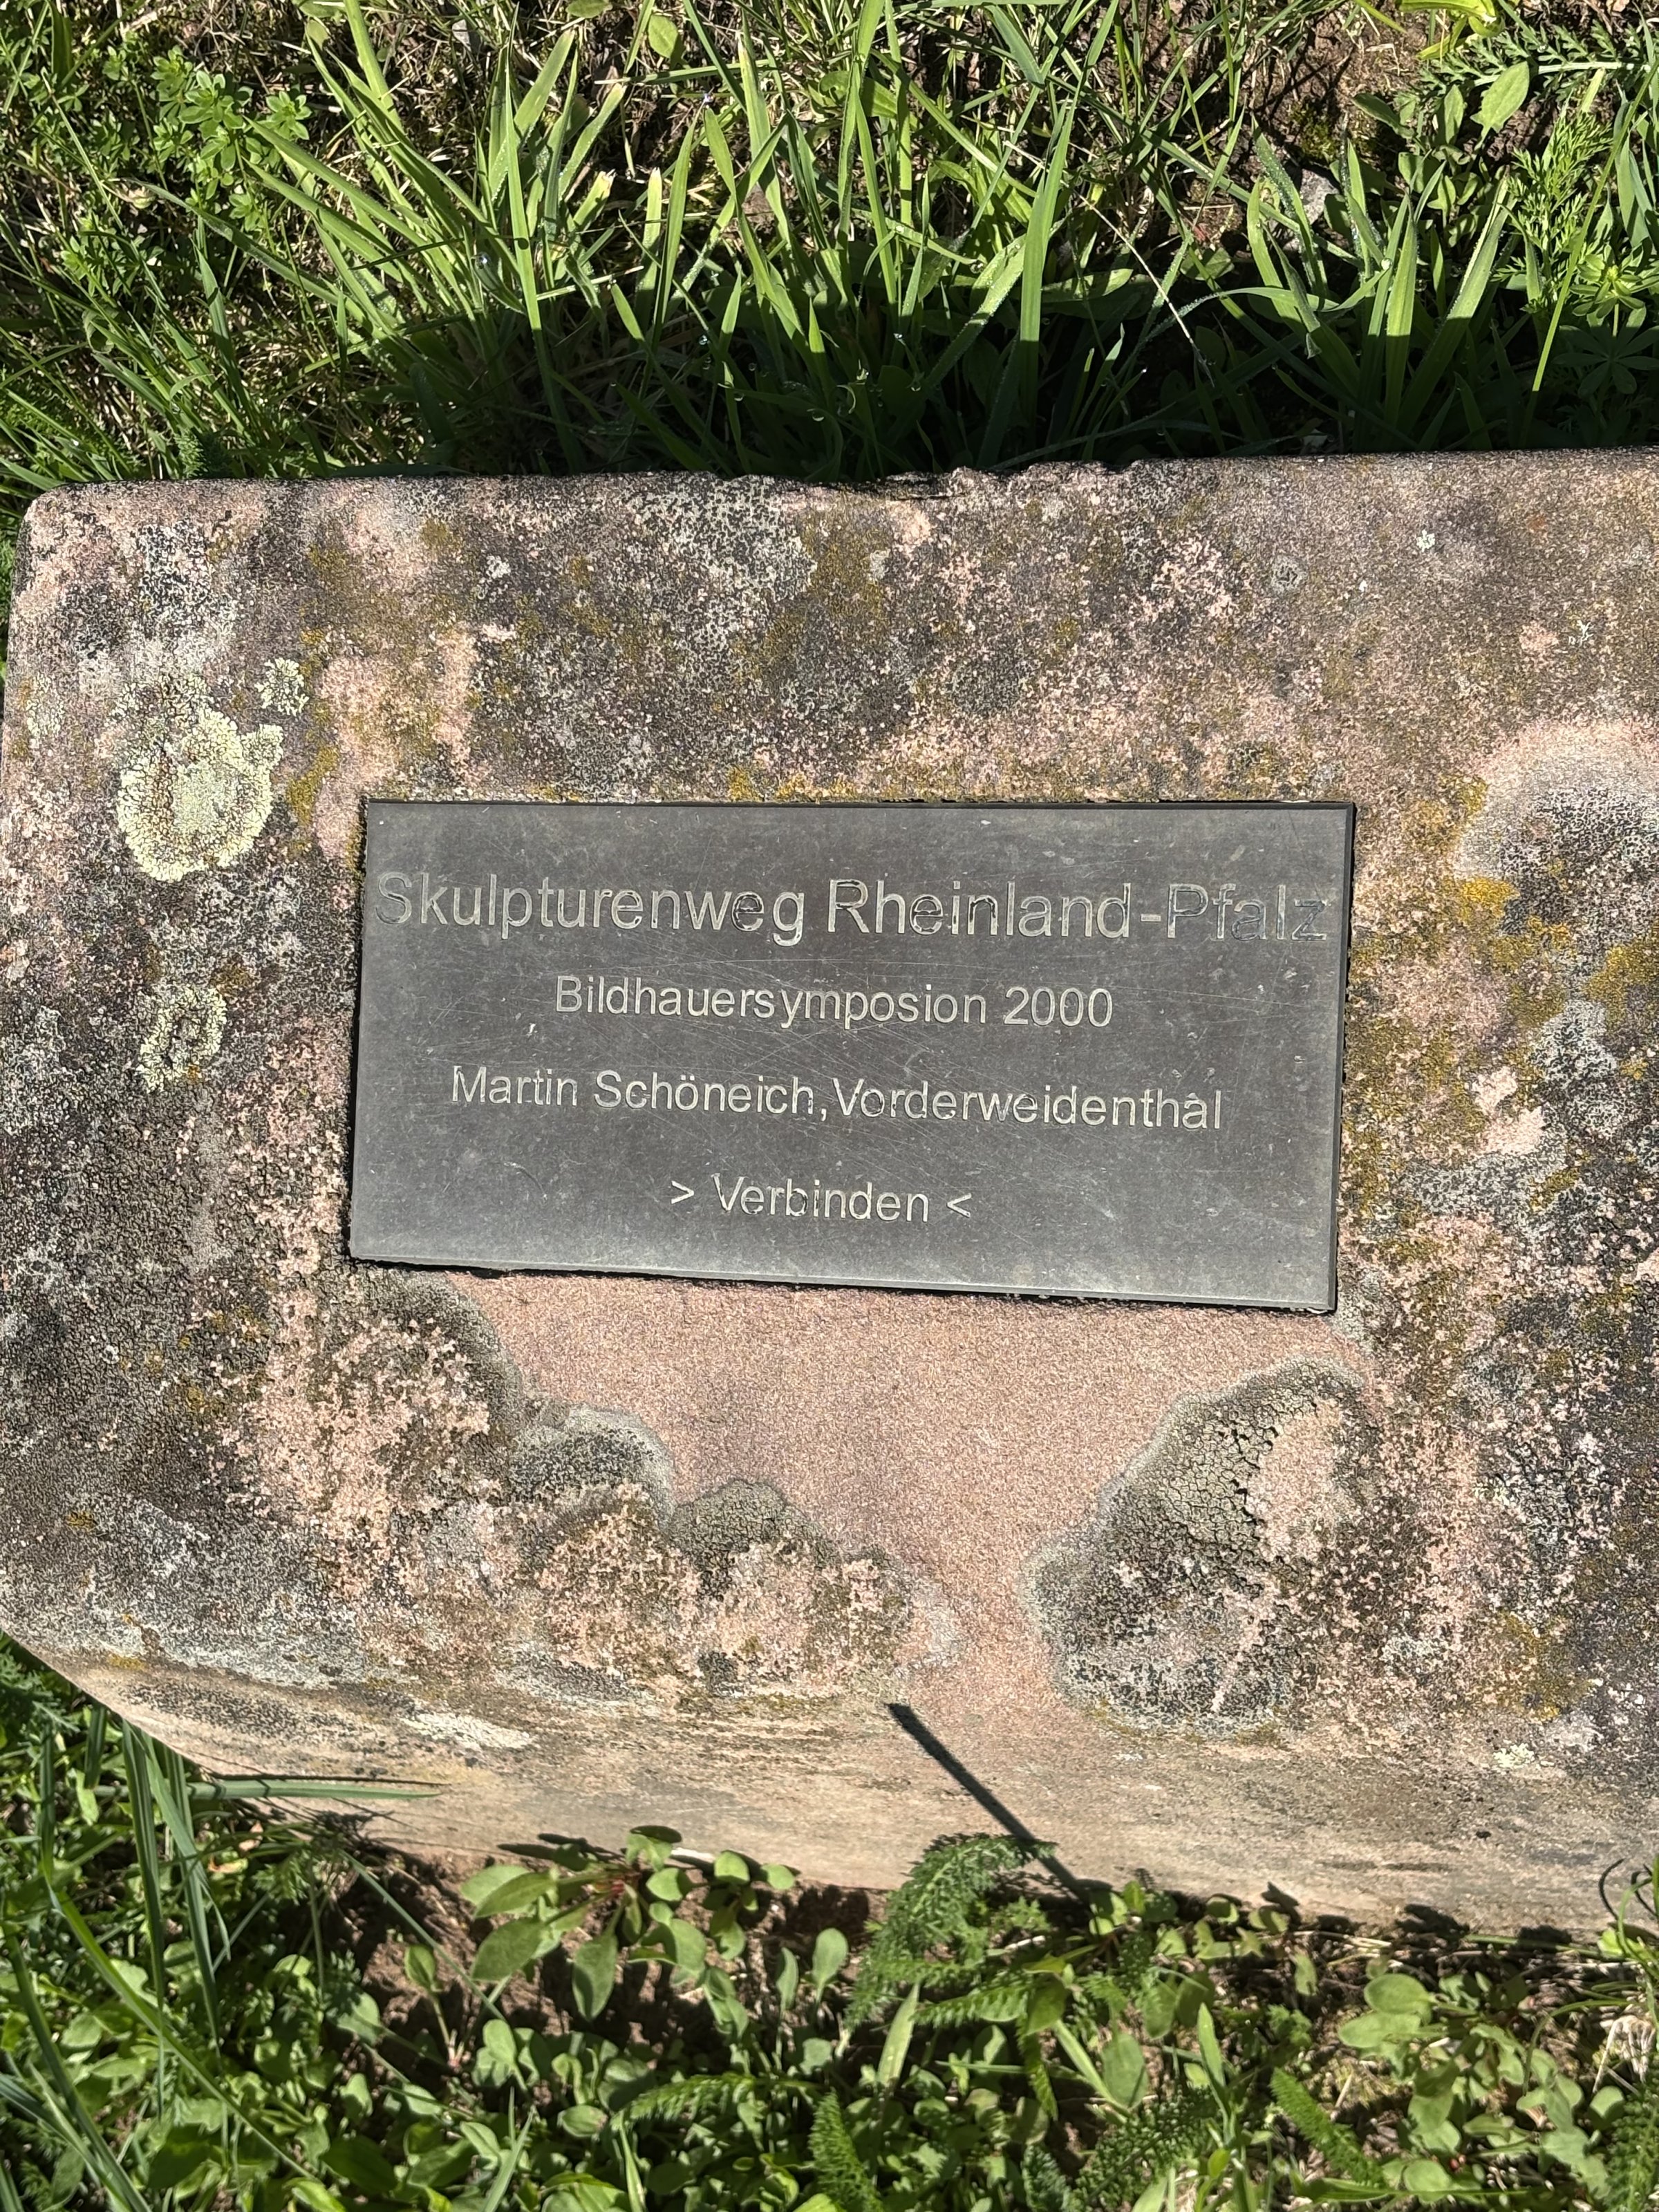 Skulpturenweg Rheinland-Pfalz
Bildhauersymposion 2000
Martin Schöneich, Vorderweidenthal
> Verbinden <